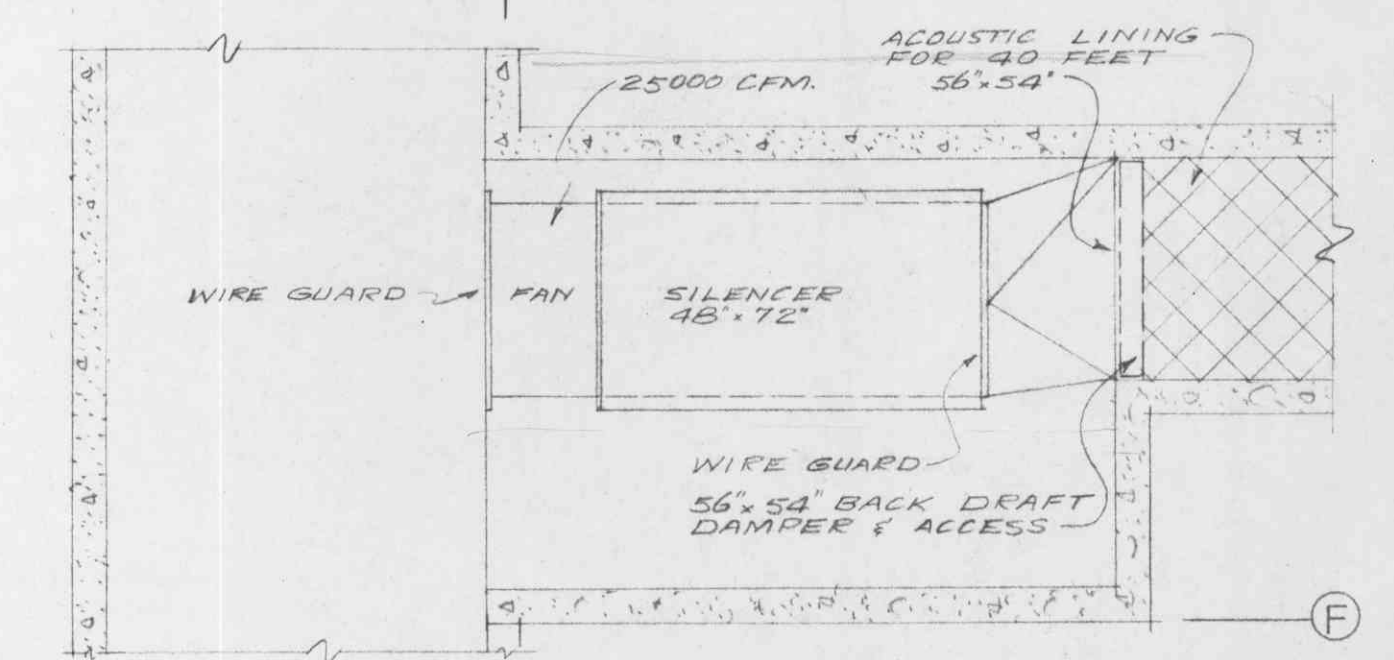 ACOUSTIC LINING
FOR 40 FEET
56"x54"
25000 CFM.
WIRE GUARD
FAN
SILENCER
48"x72"
WIRE GUARD
56"x54" BACK DRAFT
DAMPER & ACCESS
F